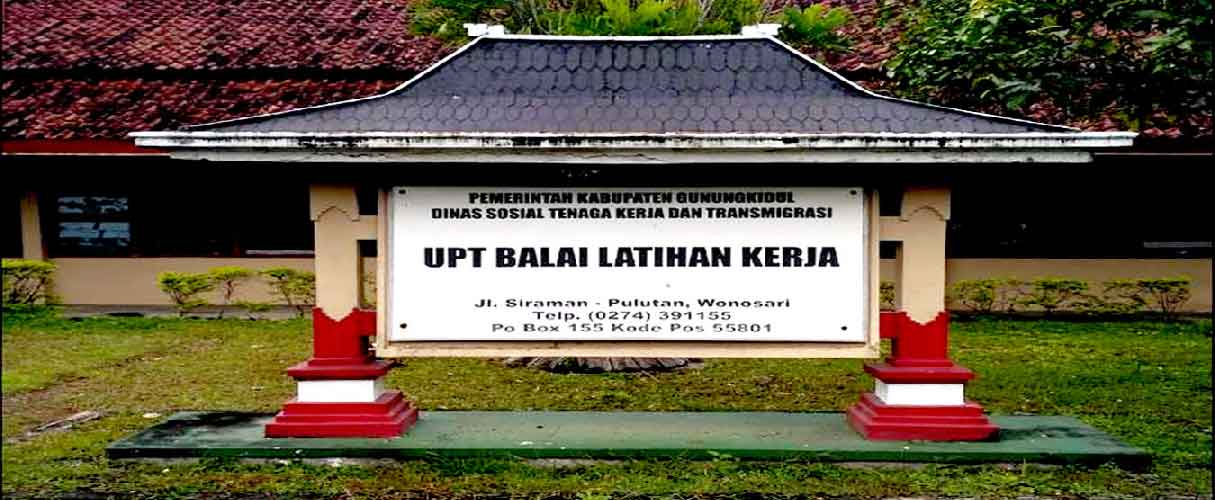 PEMERINTAH KABUPATEN GUNUNGKIDUL
DINAS SOSIAL TENAGA KERJA DAN TRANSMIGRASI
UPT BALAI LATIHAN KERJA
Jl. Siraman - Pulutan, Wonosari
Telp. (0274) 391155
Po Box 155 Kode Pos 55801